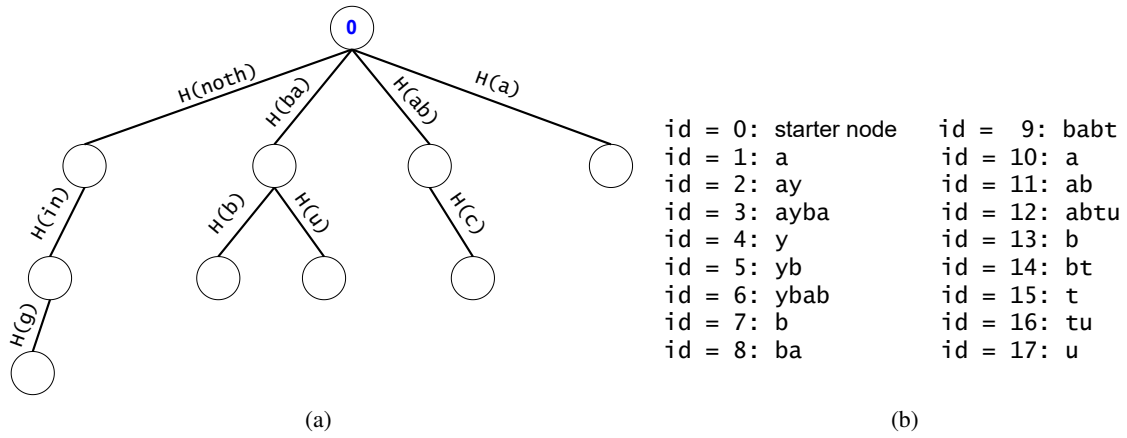 0
H(noth)
H(ba)
H(ab)
H(a)
H(in)
H(b)
H(u)
H(c)
H(g)
(a)
id = 0: starter node
id = 1: a
id = 2: ay
id = 3: ayba
id = 4: y
id = 5: yb
id = 6: ybab
id = 7: b
id = 8: ba
id = 9: babt
id = 10: a
id = 11: ab
id = 12: abtu
id = 13: b
id = 14: bt
id = 15: t
id = 16: tu
id = 17: u
(b)